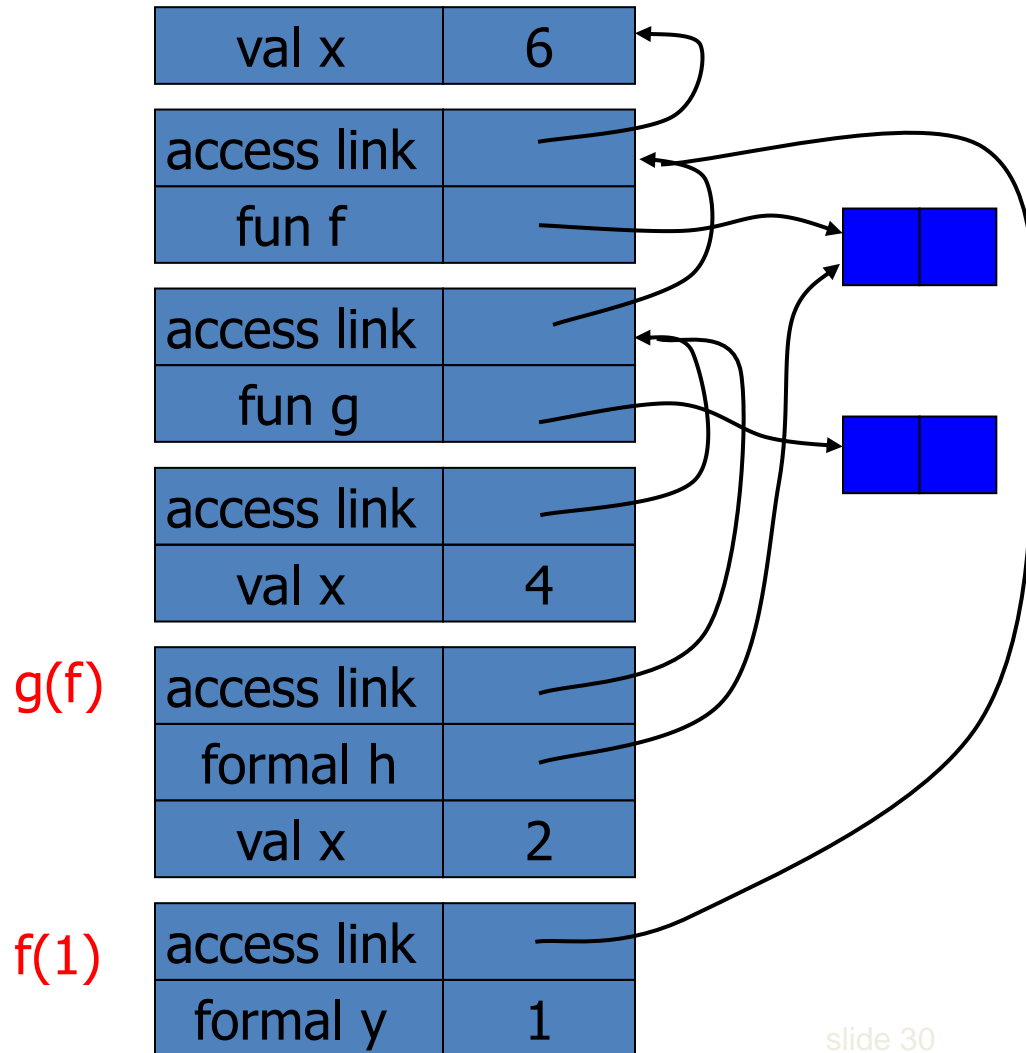 val x 6
access link
fun f
access link
fun g
access link
val x 4
g(f) access link
formal h
val x 2
f(1) access link
formal y 1
slide 30